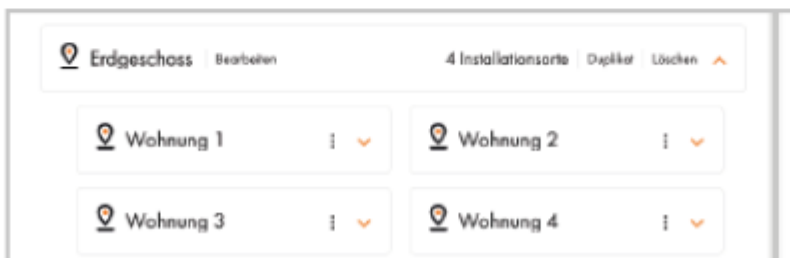 Erdgeschoss Bearbeiten 4 Installationsorte Duplikat Löschen
Wohnung 1 Wohnung 2
Wohnung 3 Wohnung 4